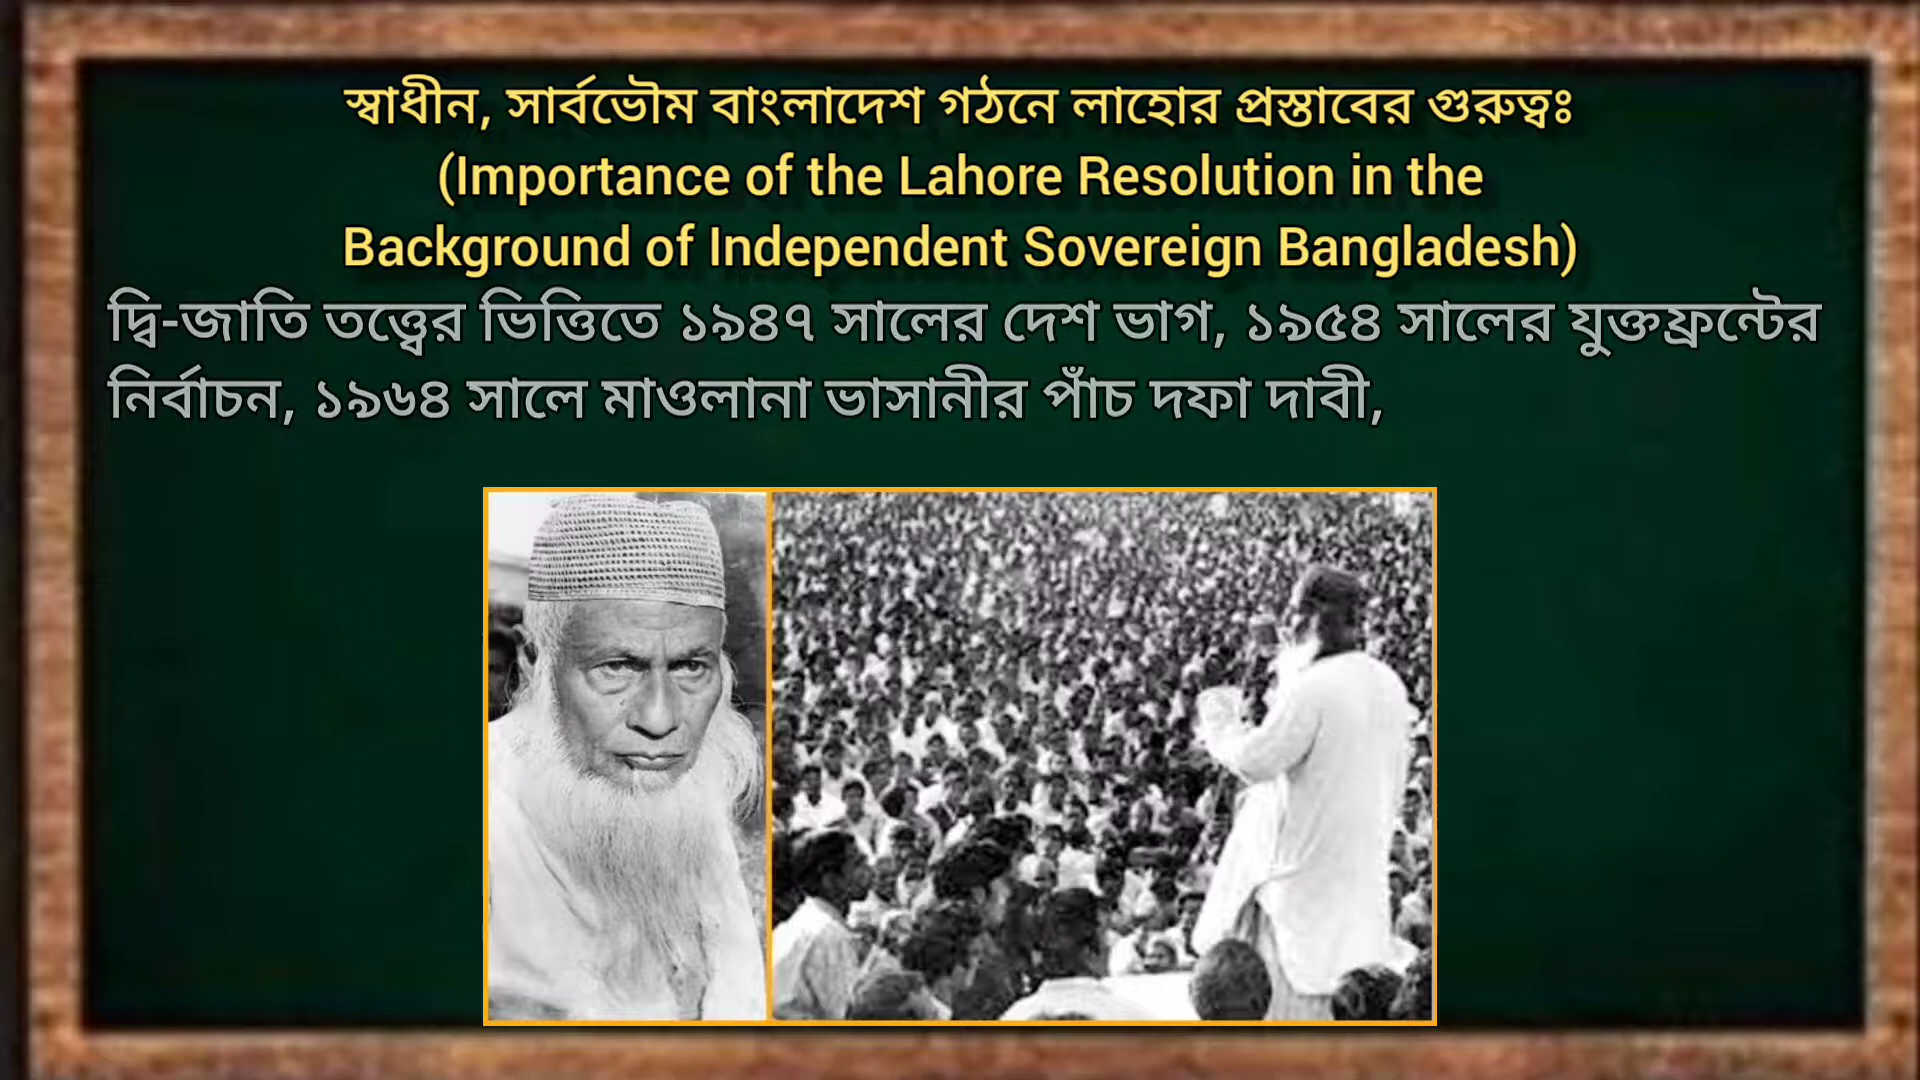 স্বাধীন, সার্বভৌম বাংলাদেশ গঠনে লাহোর প্রস্তাবের গুরুত্বঃ
(Importance of the Lahore Resolution in the
Background of Independent Sovereign Bangladesh)
দ্বি-জাতি তত্ত্বের ভিত্তিতে ১৯৪৭ সালের দেশ ভাগ, ১৯৫৪ সালের যুক্তফ্রন্টের
নির্বাচন, ১৯৬৪ সালে মাওলানা ভাসানীর পাঁচ দফা দাবী,